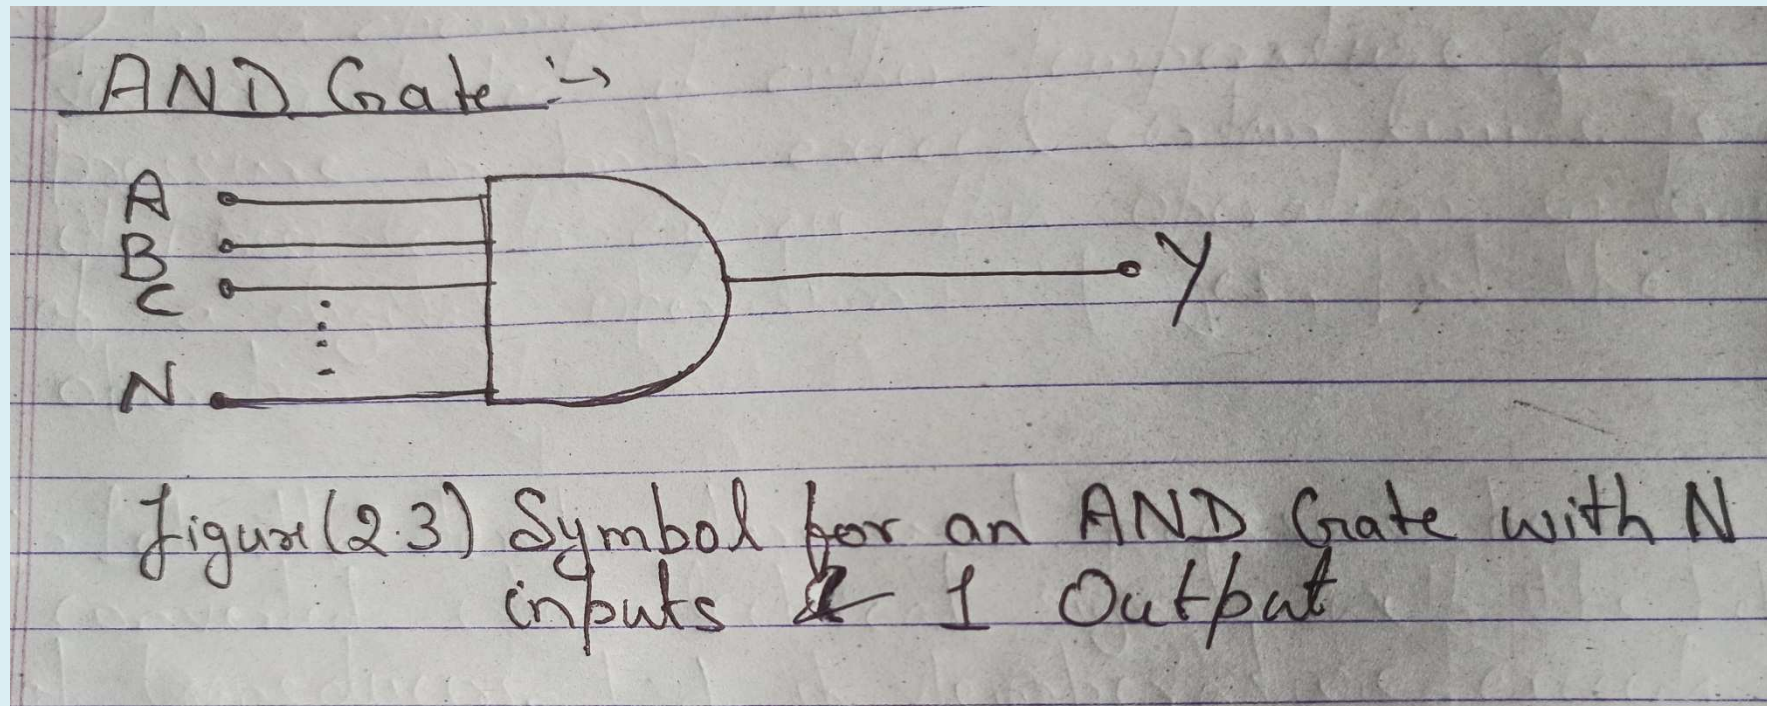 AND Gate :→
A
B
C
N
Y
Figure (2.3) Symbol for an AND Gate with N
inputs & 1 Output